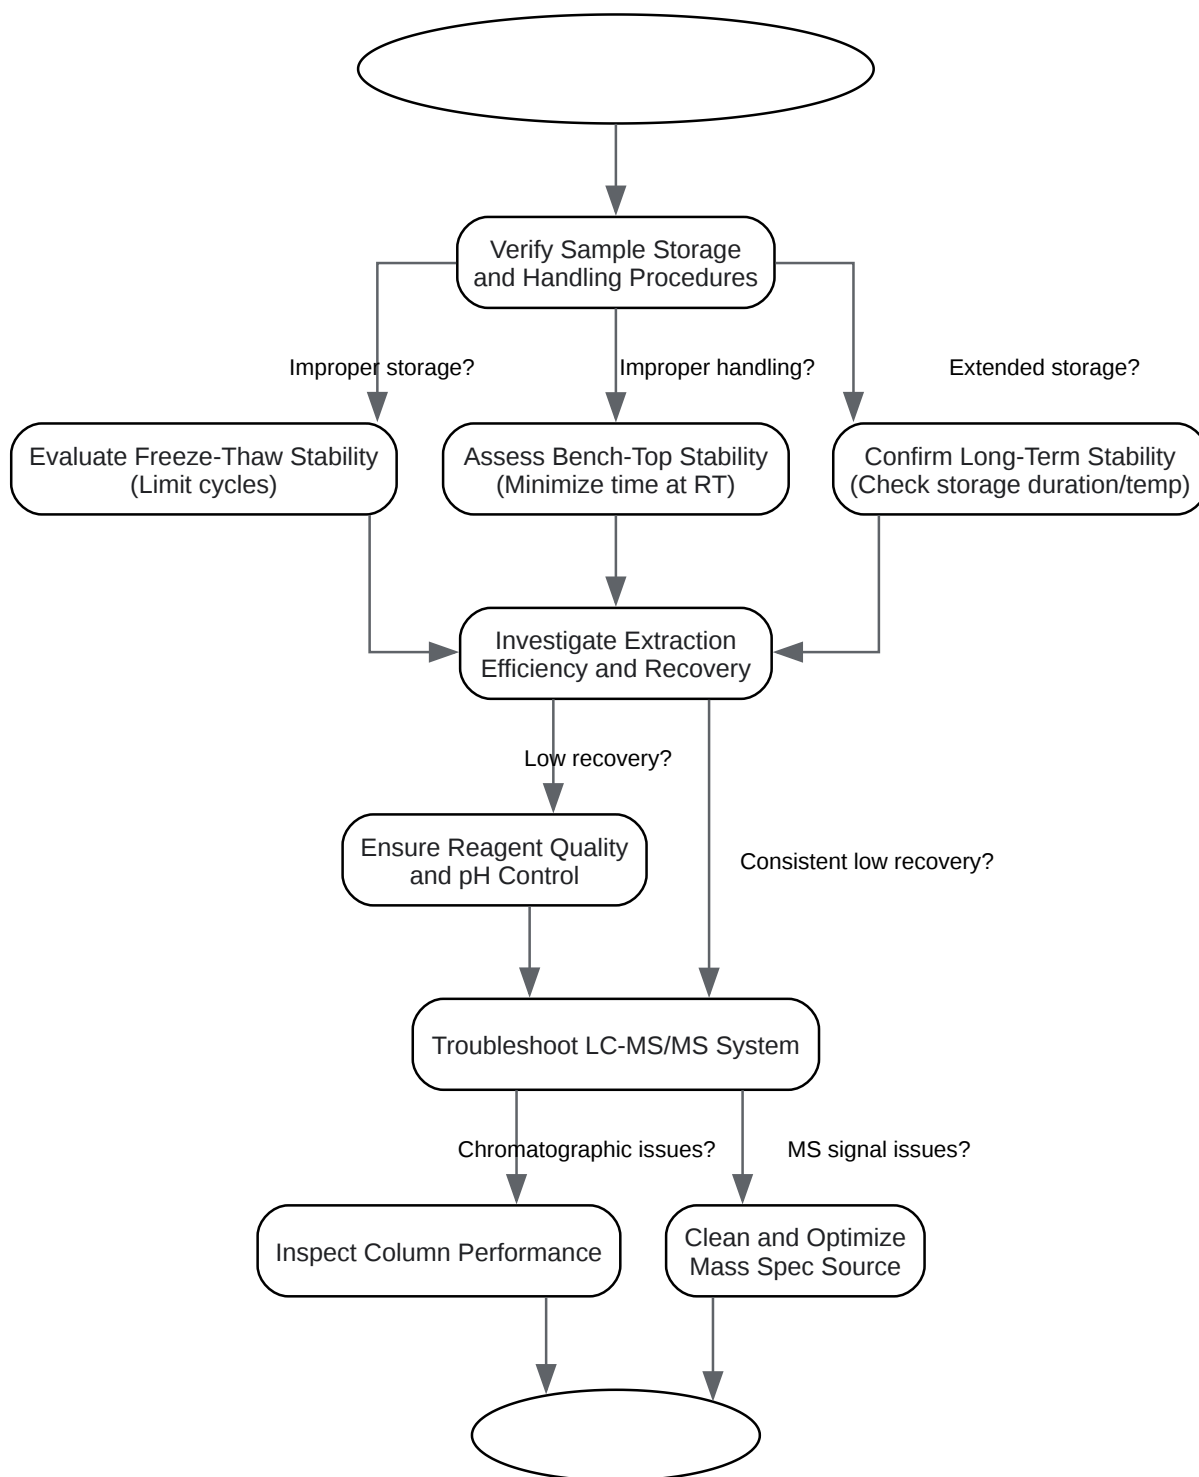 Verify Sample Storage
and Handling Procedures
Improper storage?
Improper handling?
Extended storage?
Evaluate Freeze-Thaw Stability
(Limit cycles)
Assess Bench-Top Stability
(Minimize time at RT)
Confirm Long-Term Stability
(Check storage duration/temp)
Investigate Extraction
Efficiency and Recovery
Low recovery?
Ensure Reagent Quality
and pH Control
Consistent low recovery?
Troubleshoot LC-MS/MS System
Chromatographic issues?
MS signal issues?
Inspect Column Performance
Clean and Optimize
Mass Spec Source